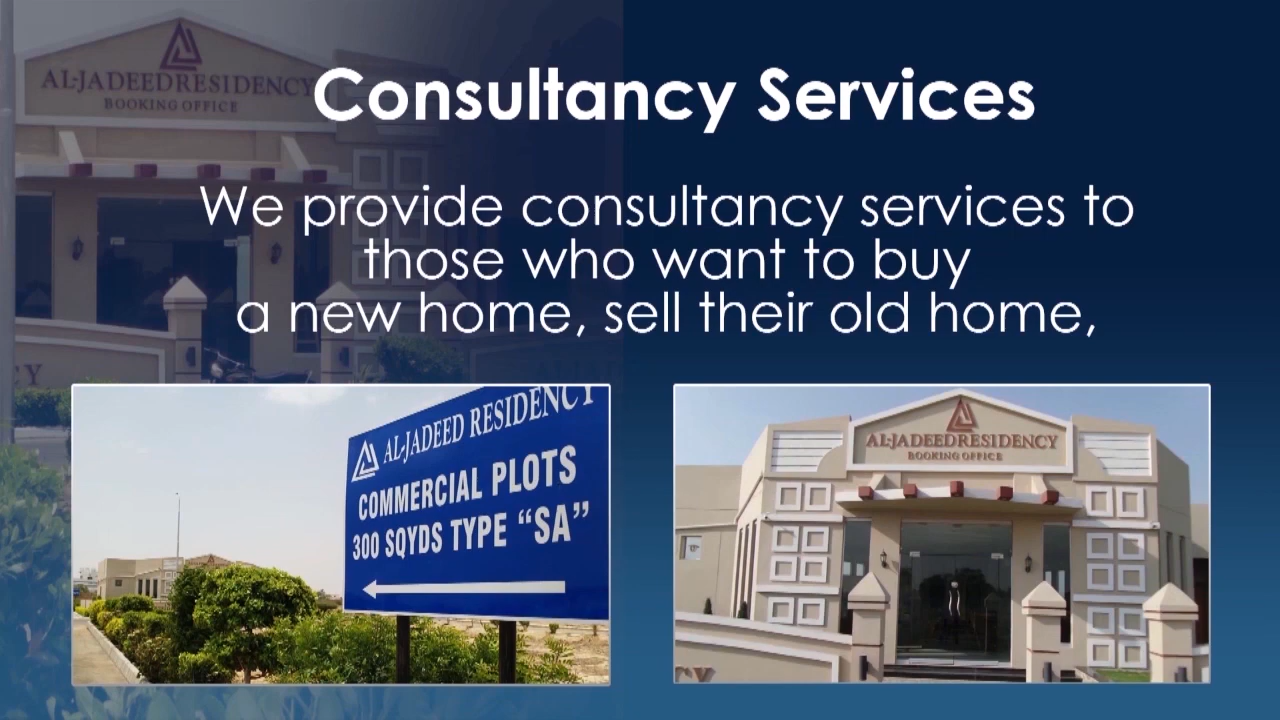 AL-JADEED RESIDENCY
BOOKING OFFICE
Consultancy Services
We provide consultancy services to
those who want to buy
a new home, sell their old home,
AL-JADEED RESIDENCY
COMMERCIAL PLOTS
300 SQYDS TYPE “SA”
AL-JADEED RESIDENCY
BOOKING OFFICE
CY